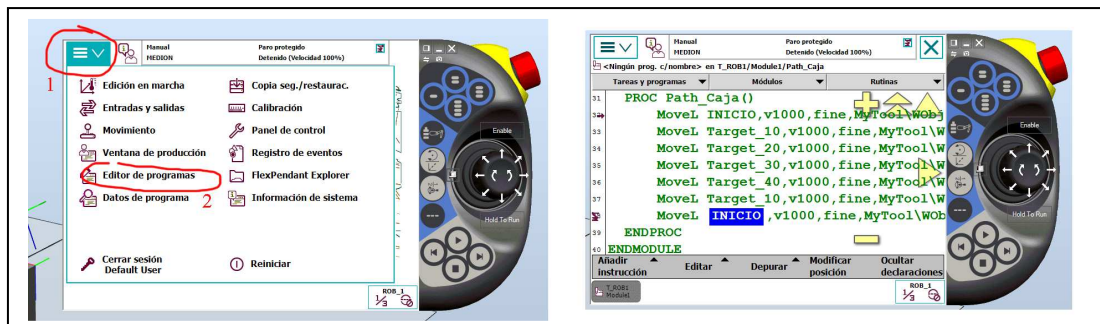 Manual
MEDION
Paro protegido
Detenido (Velocidad 100%)
1
Edición en marcha
Copia seg./restaurac.
Entradas y salidas
Calibración
Movimiento
Panel de control
Ventana de producción
Registro de eventos
Editor de programas
FlexPendant Explorer
2
Datos de programa
Información de sistema
Cerrar sesión
Default User
Reiniciar
ROB_1
1/3
Enable
Hold To Run
Manual
MEDION
Paro protegido
Detenido (Velocidad 100%)
<Ningún prog. c/nombre> en T_ROB1/Module1/Path_Caja
Tareas y programas Módulos Rutinas
31 PROC Path_Caja()
32 MoveL INICIO,v1000,fine,MyTool\WObj
33 MoveL Target_10,v1000,fine,MyTool\W
34 MoveL Target_20,v1000,fine,MyTool\W
35 MoveL Target_30,v1000,fine,MyTool\W
36 MoveL Target_40,v1000,fine,MyTool\W
37 MoveL Target_10,v1000,fine,MyTool\W
MoveL INICIO ,v1000,fine,MyTool\WOb
39 ENDPROC
40 ENDMODULE
Añadir instrucción Editar Depurar Modificar posición Ocultar declaraciones
T_ROB1
Module1
ROB_1
1/3
Enable
Hold To Run